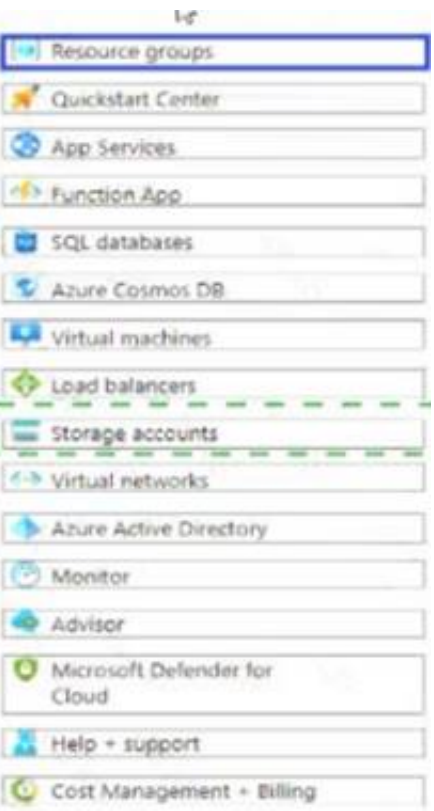 Resource groups
Quickstart Center
App Services
Function App
SQL databases
Azure Cosmos DB
Virtual machines
Load balancers
Storage accounts
Virtual networks
Azure Active Directory
Monitor
Advisor
Microsoft Defender for
Cloud
Help + support
Cost Management + Billing